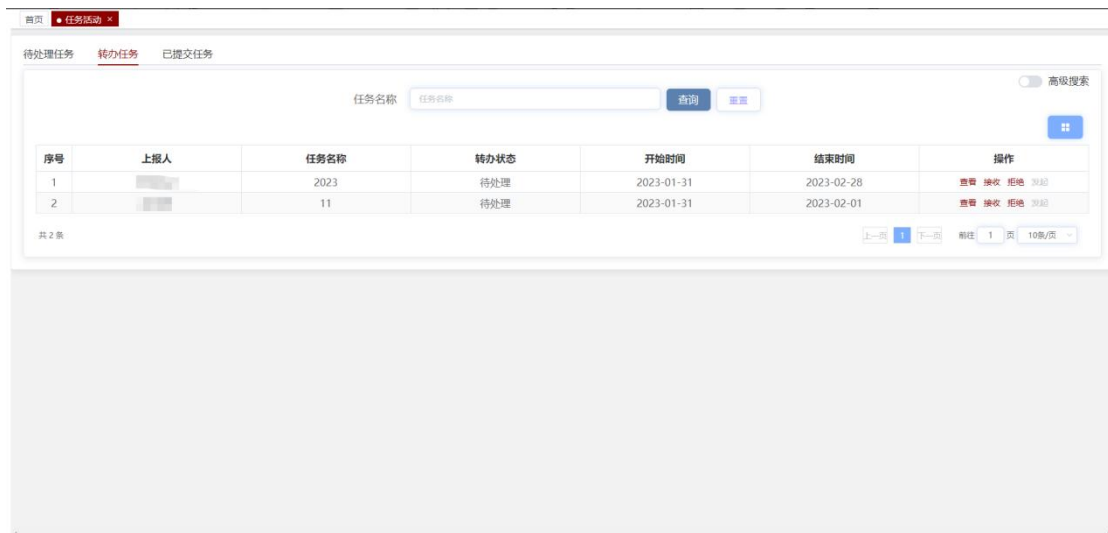 首页 ● 任务活动 ×
待处理任务 转办任务 已提交任务
高级搜索
任务名称 任务名称 查询 重置
序号 上报人 任务名称 转办状态 开始时间 结束时间 操作
1 2023 待处理 2023-01-31 2023-02-28 查看 接收 拒绝 发起
2 11 待处理 2023-01-31 2023-02-01 查看 接收 拒绝 发起
共 2 条 上一页 1 下一页 前往 1 页 10条/页